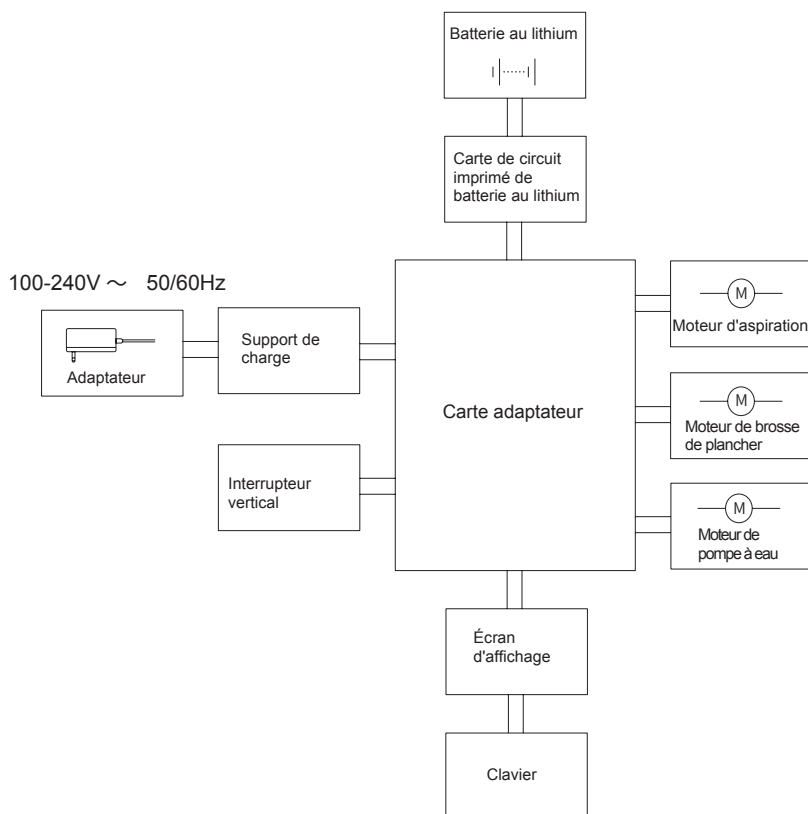 Batterie au lithium
Carte de circuit
imprimé de
batterie au lithium
100-240V ～ 50/60Hz
Adaptateur
Support de
charge
Interrupteur
vertical
Carte adaptateur
M
Moteur d'aspiration
M
Moteur de brosse
de plancher
M
Moteur de
pompe à eau
Écran
d'affichage
Clavier